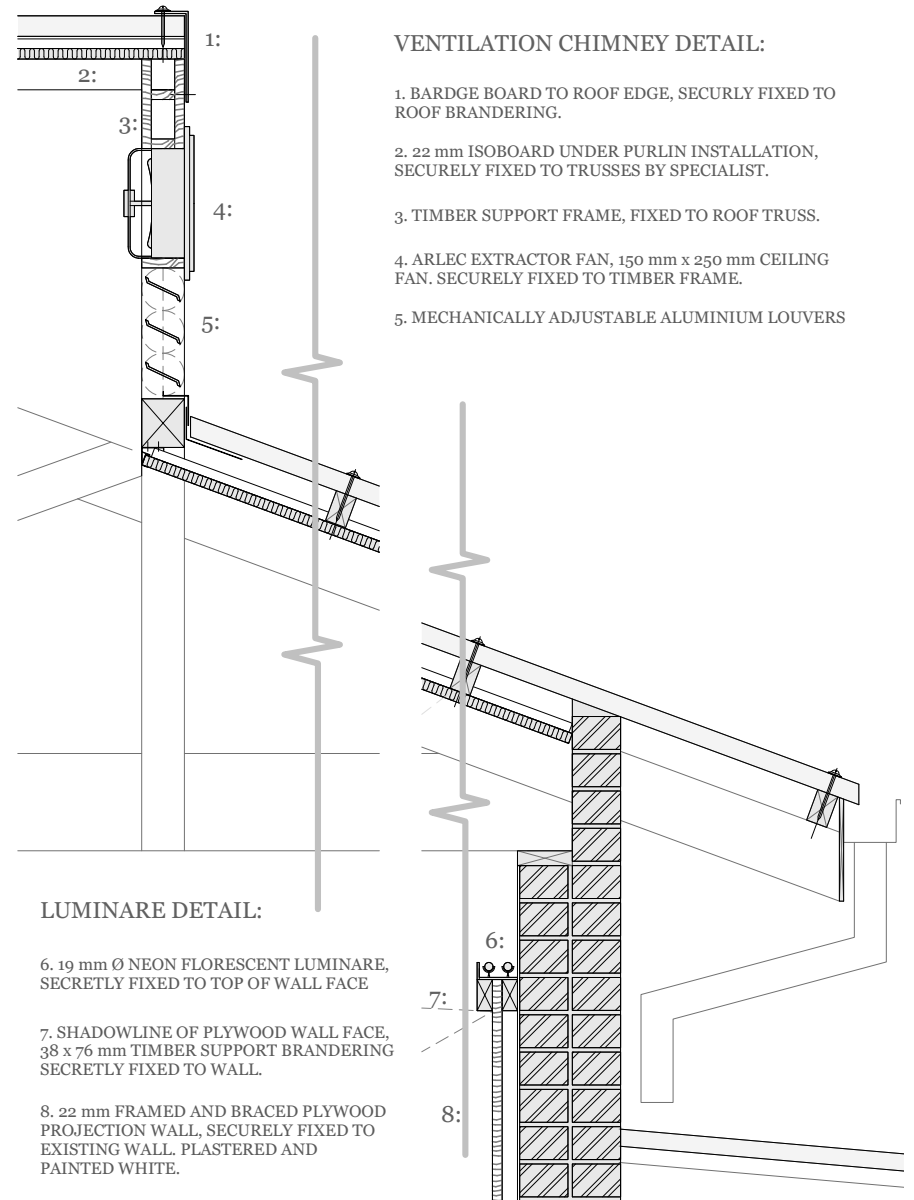 VENTILATION CHIMNEY DETAIL:
1. BARDGE BOARD TO ROOF EDGE, SECURLY FIXED TO
ROOF BRANDERING.
2. 22 mm ISOBOARD UNDER PURLIN INSTALLATION,
SECURELY FIXED TO TRUSSES BY SPECIALIST.
3. TIMBER SUPPORT FRAME, FIXED TO ROOF TRUSS.
4. ARLEC EXTRACTOR FAN, 150 mm x 250 mm CEILING
FAN. SECURELY FIXED TO TIMBER FRAME.
5. MECHANICALLY ADJUSTABLE ALUMINIUM LOUVERS
1:
2:
3:
4:
5:
LUMINARE DETAIL:
6. 19 mm Ø NEON FLORESCENT LUMINARE,
SECRETLY FIXED TO TOP OF WALL FACE
7. SHADOWLINE OF PLYWOOD WALL FACE,
38 x 76 mm TIMBER SUPPORT BRANDERING
SECRETLY FIXED TO WALL.
8. 22 mm FRAMED AND BRACED PLYWOOD
PROJECTION WALL, SECURELY FIXED TO
EXISTING WALL. PLASTERED AND
PAINTED WHITE.
6:
7:
8: